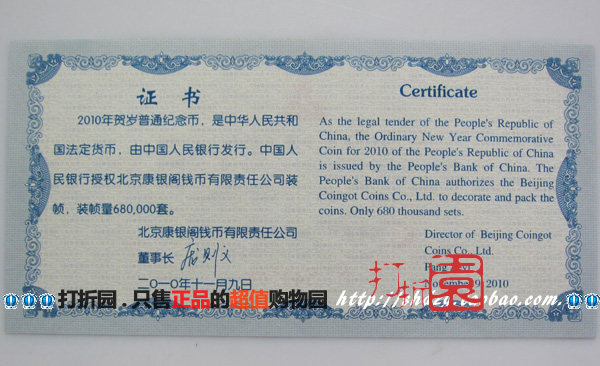 证书
2010年贺岁普通纪念币，是中华人民共和
国法定货币，由中国人民银行发行。中国人
民银行授权北京康银阁钱币有限责任公司装
帧，装帧量680,000套。
北京康银阁钱币有限责任公司
董事长
二〇一〇年十一月九日
Certificate
As the legal tender of the People's Republic of
China, the Ordinary New Year Commemorative
Coin for 2010 of the People's Republic of China
is issued by the People's Bank of China. The
People's Bank of China authorizes the Beijing
Coingot Coins Co., Ltd. to decorate and pack the
coins. Only 680 thousand sets.
Director of Beijing Coingot
Coins Co., Ltd.
Pang
2010
打折园
打折园．只售正品的超值购物园